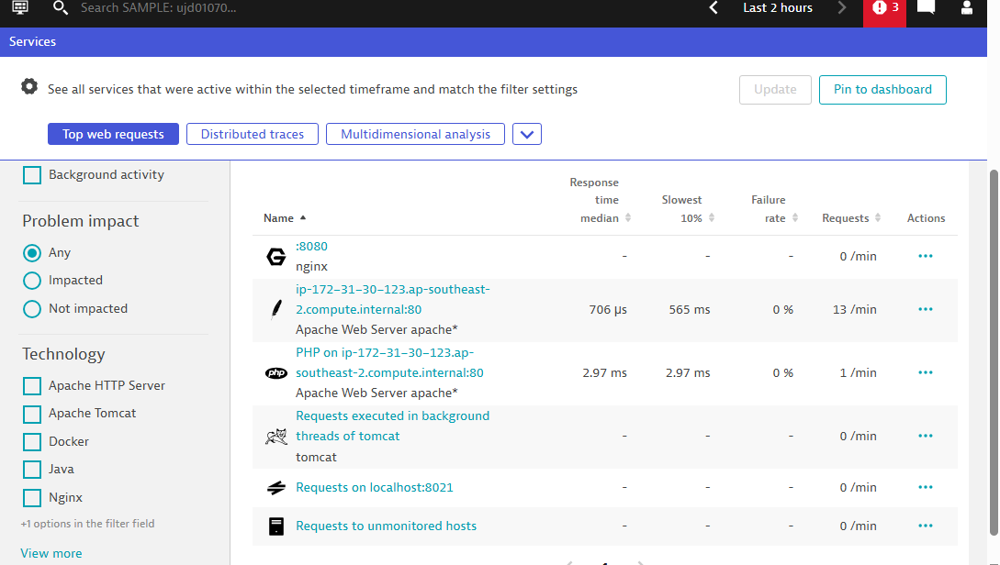 Search SAMPLE: ujd01070...
Last 2 hours
3
Services
See all services that were active within the selected timeframe and match the filter settings
Update
Pin to dashboard
Top web requests
Distributed traces
Multidimensional analysis
Background activity
Problem impact
Any
Impacted
Not impacted
Technology
Apache HTTP Server
Apache Tomcat
Docker
Java
Nginx
+1 options in the filter field
View more
Name
Response
time
median
Slowest
10%
Failure
rate
Requests
Actions
:8080
nginx
- - - 0 /min
ip-172-31-30-123.ap-southeast-
2.compute.internal:80
Apache Web Server apache*
706 µs 565 ms 0 % 13 /min
php
PHP on ip-172-31-30-123.ap-
southeast-2.compute.internal:80
Apache Web Server apache*
2.97 ms 2.97 ms 0 % 1 /min
Requests executed in background
threads of tomcat
tomcat
- - - 0 /min
Requests on localhost:8021
- - - 0 /min
Requests to unmonitored hosts
- - - 0 /min